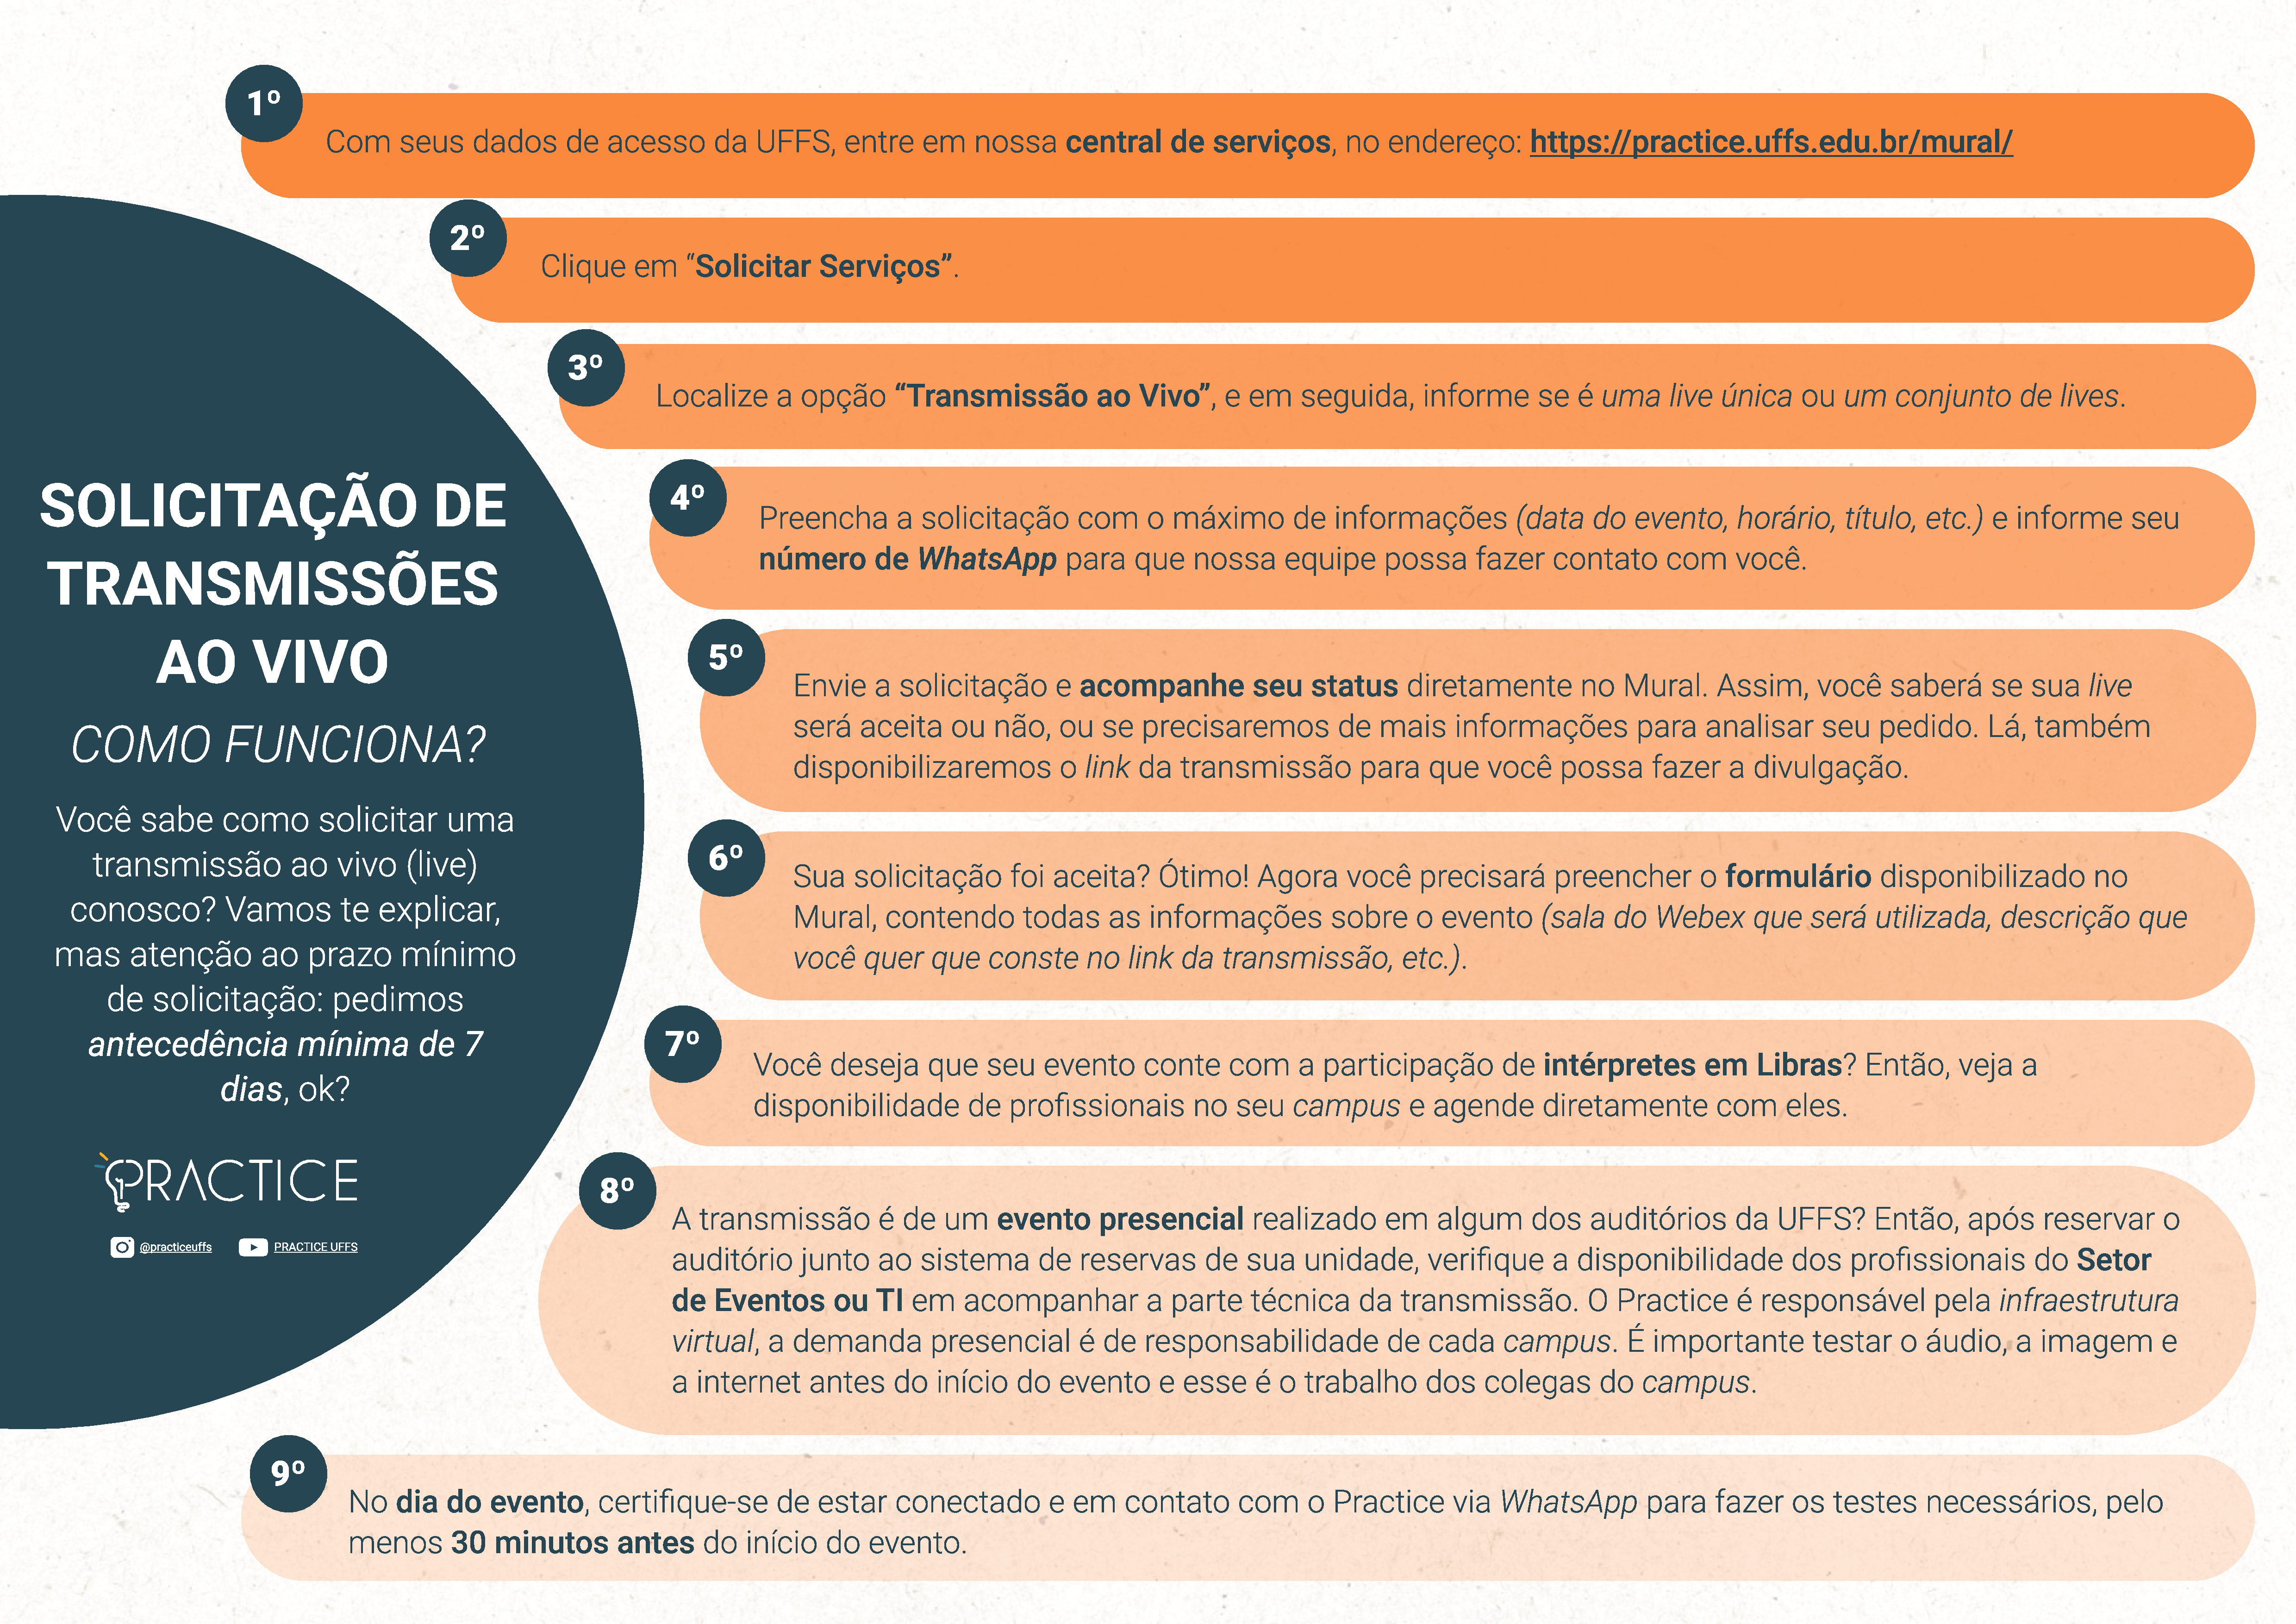 SOLICITAÇÃO DE
TRANSMISSÕES
AO VIVO
COMO FUNCIONA?
Você sabe como solicitar uma
transmissão ao vivo (live)
conosco? Vamos te explicar,
mas atenção ao prazo mínimo
de solicitação: pedimos
antecedência mínima de 7
dias, ok?
PRACTICE
@practiceuffs PRACTICE UFFS
1º
Com seus dados de acesso da UFFS, entre em nossa central de serviços, no endereço: https://practice.uffs.edu.br/mural/
2º
Clique em “Solicitar Serviços”.
3º
Localize a opção “Transmissão ao Vivo”, e em seguida, informe se é uma live única ou um conjunto de lives.
4º
Preencha a solicitação com o máximo de informações (data do evento, horário, título, etc.) e informe seu
número de WhatsApp para que nossa equipe possa fazer contato com você.
5º
Envie a solicitação e acompanhe seu status diretamente no Mural. Assim, você saberá se sua live
será aceita ou não, ou se precisaremos de mais informações para analisar seu pedido. Lá, também
disponibilizaremos o link da transmissão para que você possa fazer a divulgação.
6º
Sua solicitação foi aceita? Ótimo! Agora você precisará preencher o formulário disponibilizado no
Mural, contendo todas as informações sobre o evento (sala do Webex que será utilizada, descrição que
você quer que conste no link da transmissão, etc.).
7º
Você deseja que seu evento conte com a participação de intérpretes em Libras? Então, veja a
disponibilidade de profissionais no seu campus e agende diretamente com eles.
8º
A transmissão é de um evento presencial realizado em algum dos auditórios da UFFS? Então, após reservar o
auditório junto ao sistema de reservas de sua unidade, verifique a disponibilidade dos profissionais do Setor
de Eventos ou TI em acompanhar a parte técnica da transmissão. O Practice é responsável pela infraestrutura
virtual, a demanda presencial é de responsabilidade de cada campus. É importante testar o áudio, a imagem e
a internet antes do início do evento e esse é o trabalho dos colegas do campus.
9º
No dia do evento, certifique-se de estar conectado e em contato com o Practice via WhatsApp para fazer os testes necessários, pelo
menos 30 minutos antes do início do evento.